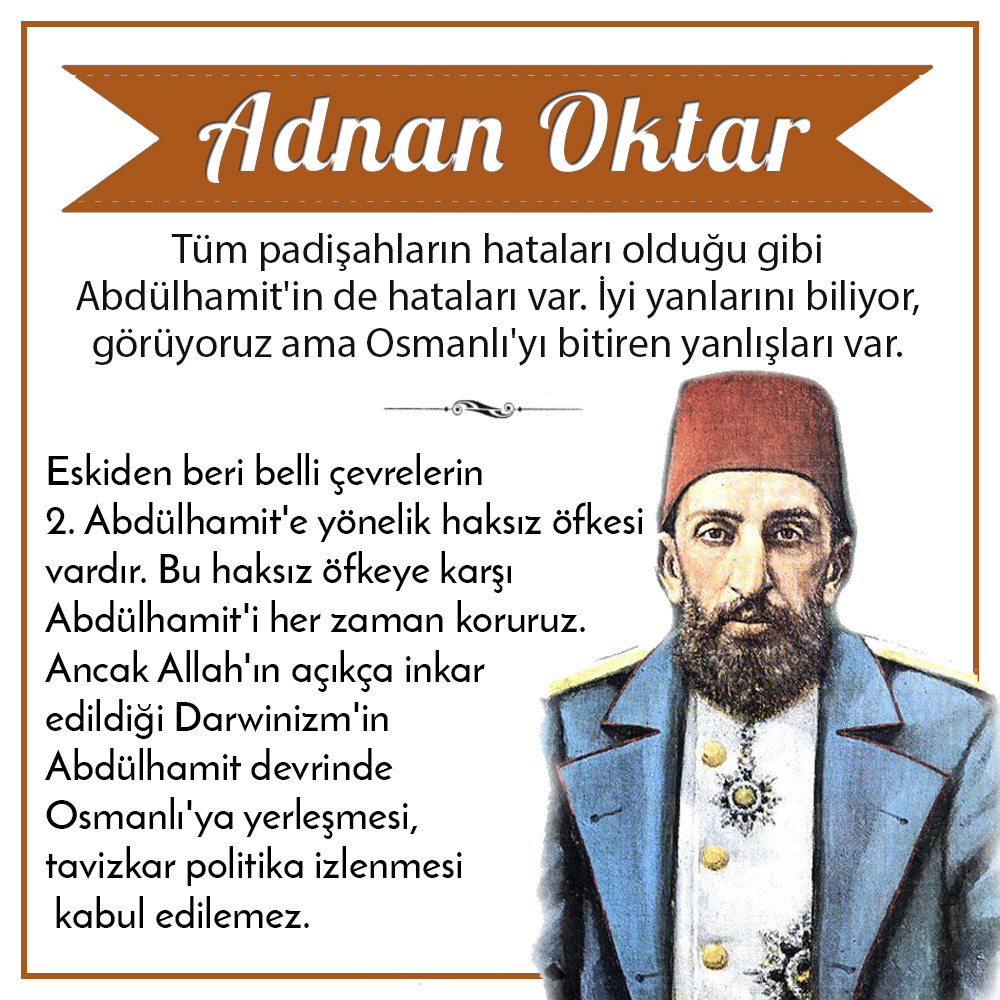 Adnan Oktar
Tüm padişahların hataları olduğu gibi
Abdülhamit'in de hataları var. İyi yanlarını biliyor,
görüyoruz ama Osmanlı'yı bitiren yanlışları var.
Eskiden beri belli çevrelerin
2. Abdülhamit'e yönelik haksız öfkesi
vardır. Bu haksız öfkeye karşı
Abdülhamit'i her zaman koruruz.
Ancak Allah'ın açıkça inkar
edildiği Darwinizm'in
Abdülhamit devrinde
Osmanlı'ya yerleşmesi,
tavizkar politika izlenmesi
kabul edilemez.